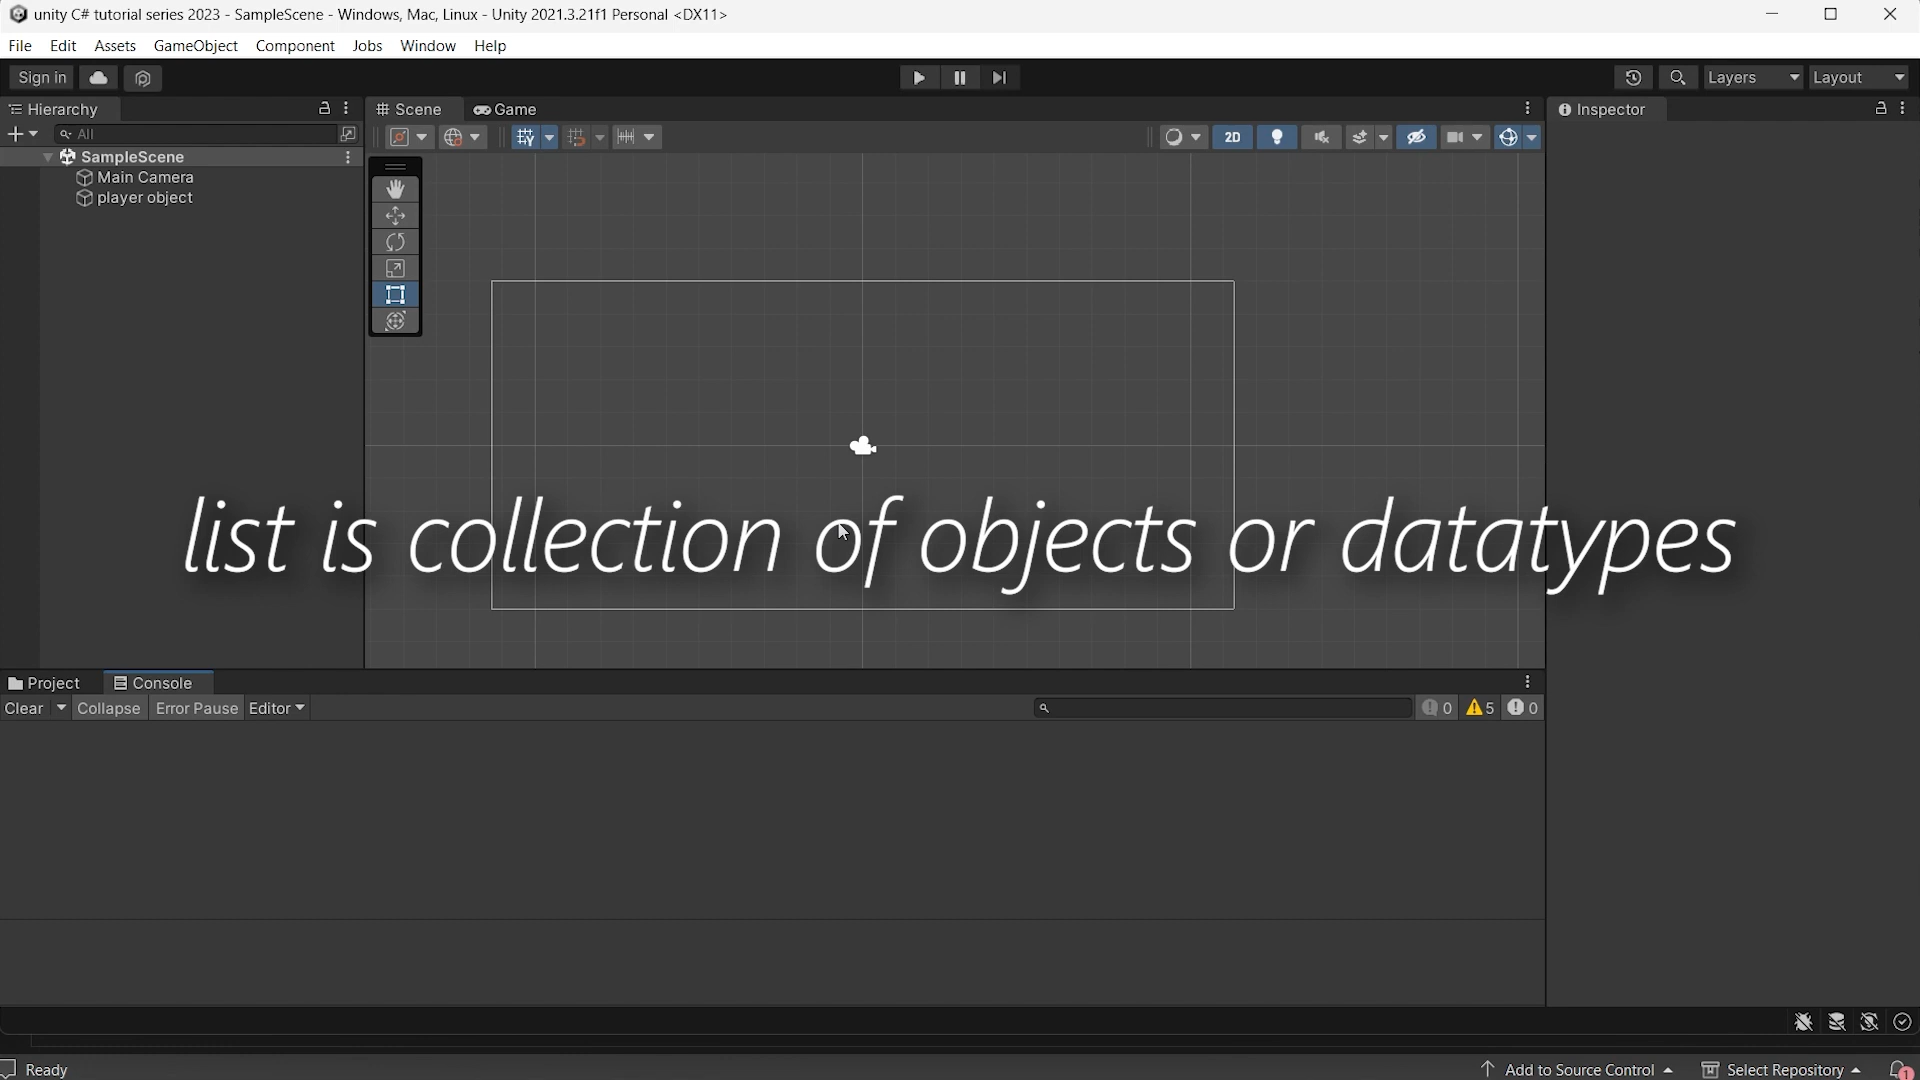 unity C# tutorial series 2023 - SampleScene - Windows, Mac, Linux - Unity 2021.3.21f1 Personal <DX11>
File Edit Assets GameObject Component Jobs Window Help
Sign in Layers Layout
Hierarchy Scene Game Inspector
All 2D
SampleScene
Main Camera
player object
list is collection of objects or datatypes
Project Console
Clear Collapse Error Pause Editor 0 5 0
Ready Add to Source Control Select Repository 1